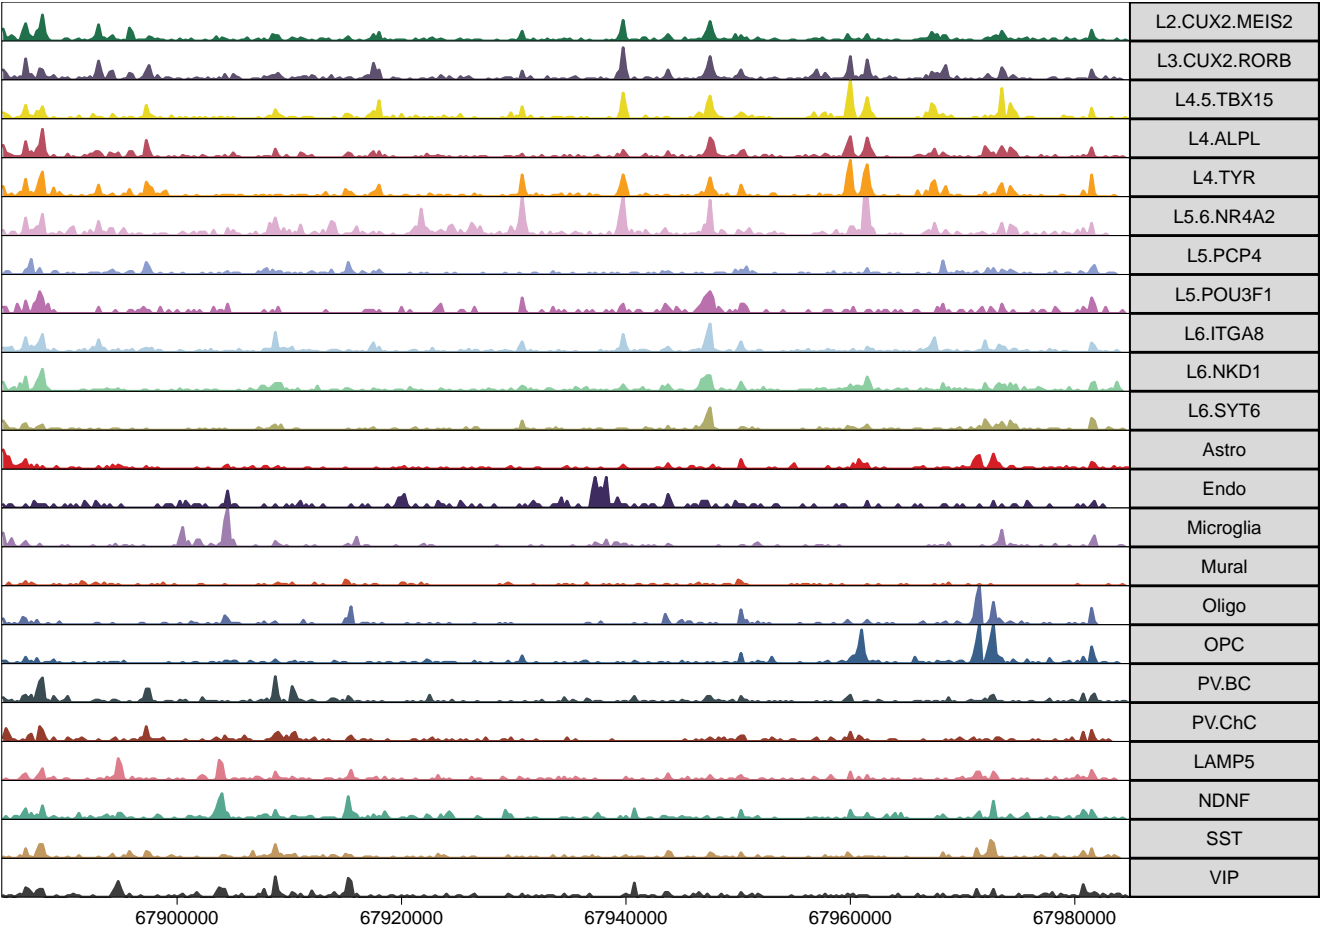 L2.CUX2.MEIS2
L3.CUX2.RORB
L4.5.TBX15
L4.ALPL
L4.TYR
L5.6.NR4A2
L5.PCP4
L5.POU3F1
L6.ITGA8
L6.NKD1
L6.SYT6
Astro
Endo
Microglia
Mural
Oligo
OPC
PV.BC
PV.ChC
LAMP5
NDNF
SST
VIP
67900000 67920000 67940000 67960000 67980000